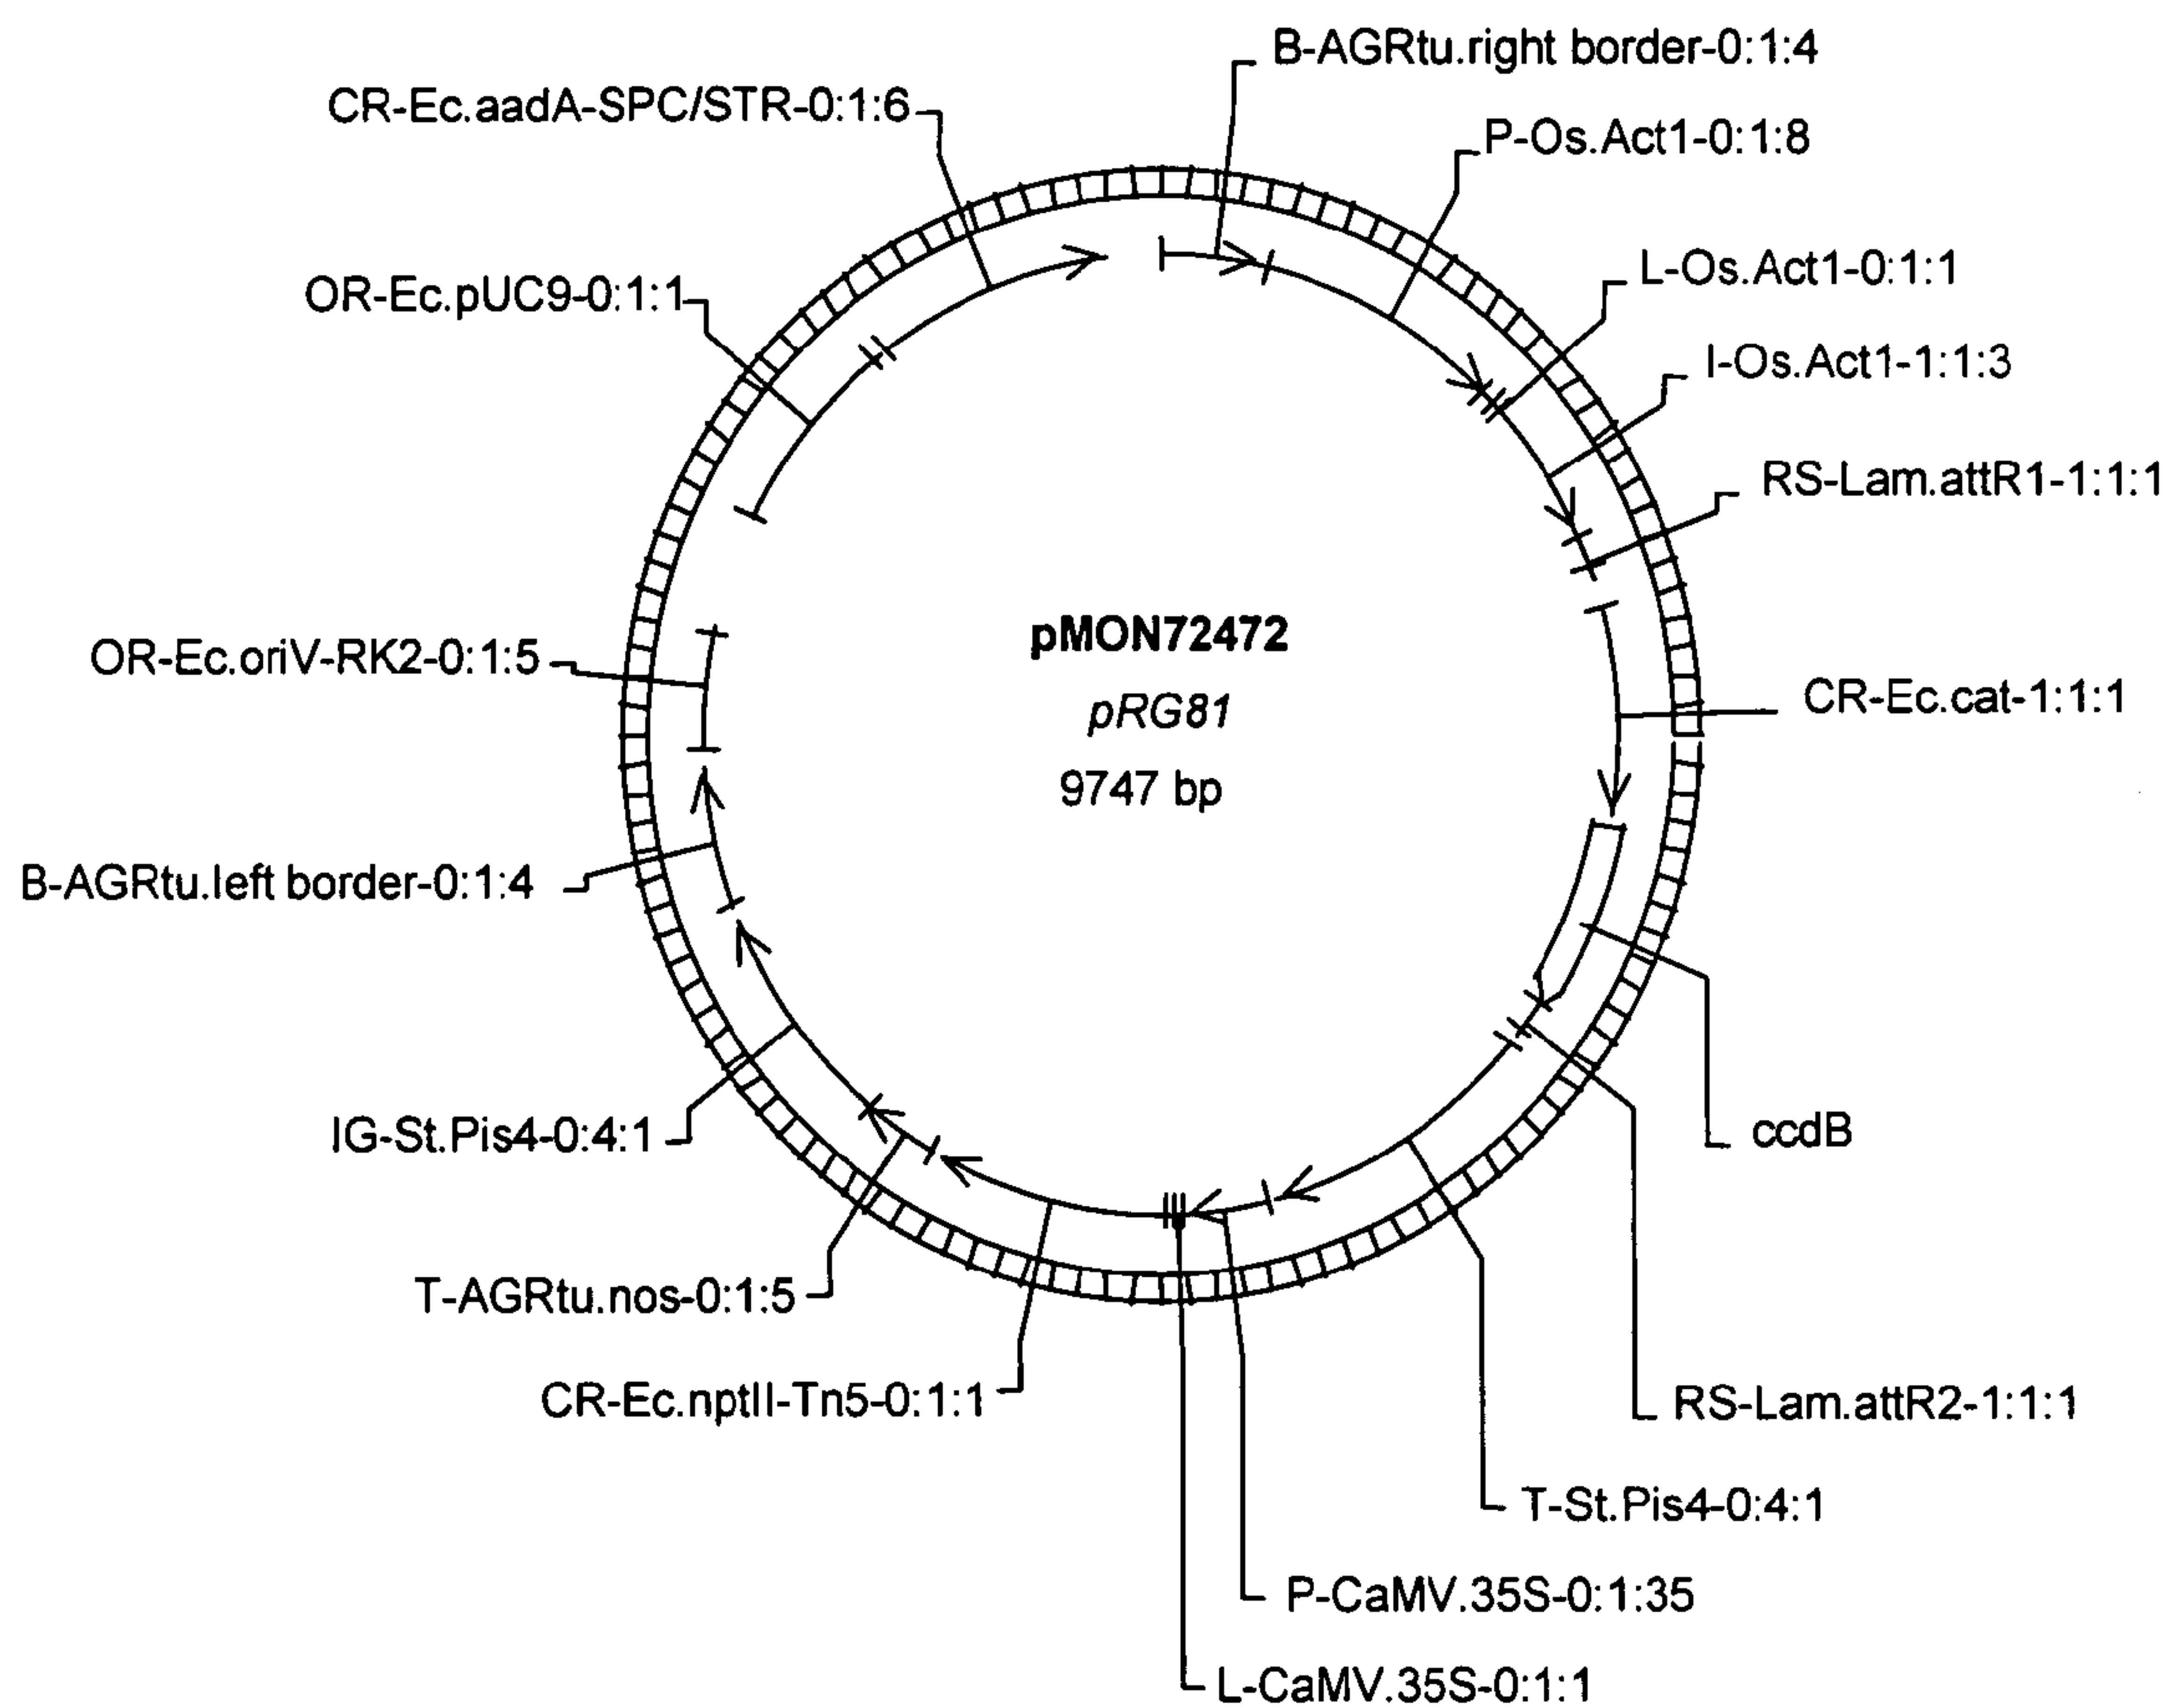 B-AGRtu.right border-0:1:4
CR-Ec.aadA-SPC/STR-0:1:6
P-Os.Act1-0:1:8
L-Os.Act1-0:1:1
OR-Ec.pUC9-0:1:1
I-Os.Act1-1:1:3
RS-Lam.attR1-1:1:1
pMON72472
OR-Ec.oriV-RK2-0:1:5
pRG81
CR-Ec.cat-1:1:1
9747 bp
B-AGRtu.left border-0:1:4
IG-St.Pis4-0:4:1
ccdB
T-AGRtu.nos-0:1:5
CR-Ec.nptII-Tn5-0:1:1
RS-Lam.attR2-1:1:1
T-St.Pis4-0:4:1
P-CaMV.35S-0:1:35
L-CaMV.35S-0:1:1